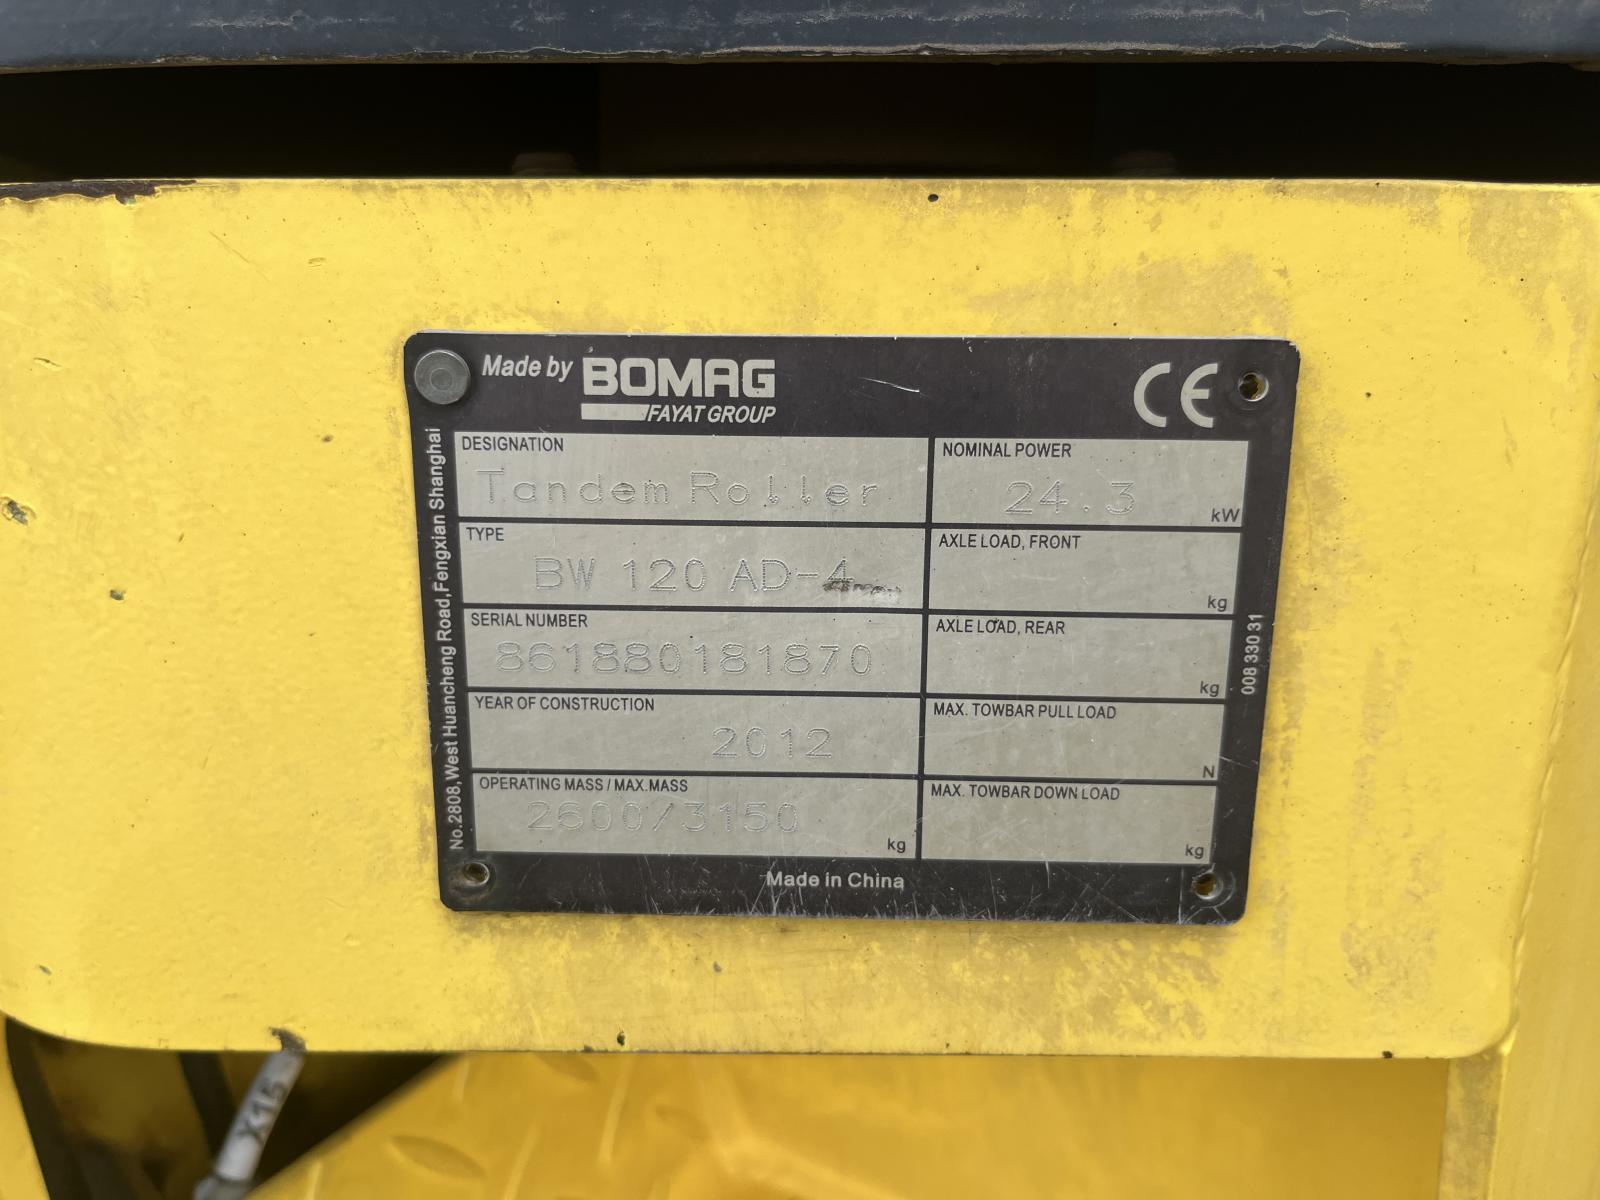 Made by BOMAG
FAYAT GROUP
CE
DESIGNATION
Tandem Roller
NOMINAL POWER
24.3
kW
TYPE
BW 120 AD-4
AXLE LOAD, FRONT
kg
SERIAL NUMBER
861880181870
AXLE LOAD, REAR
kg
YEAR OF CONSTRUCTION
2012
MAX. TOWBAR PULL LOAD
N
OPERATING MASS / MAX. MASS
2600/3150
kg
MAX. TOWBAR DOWN LOAD
kg
Made in China
No.2808,West Huancheng Road,Fengxian Shanghai
008 330 31
X15